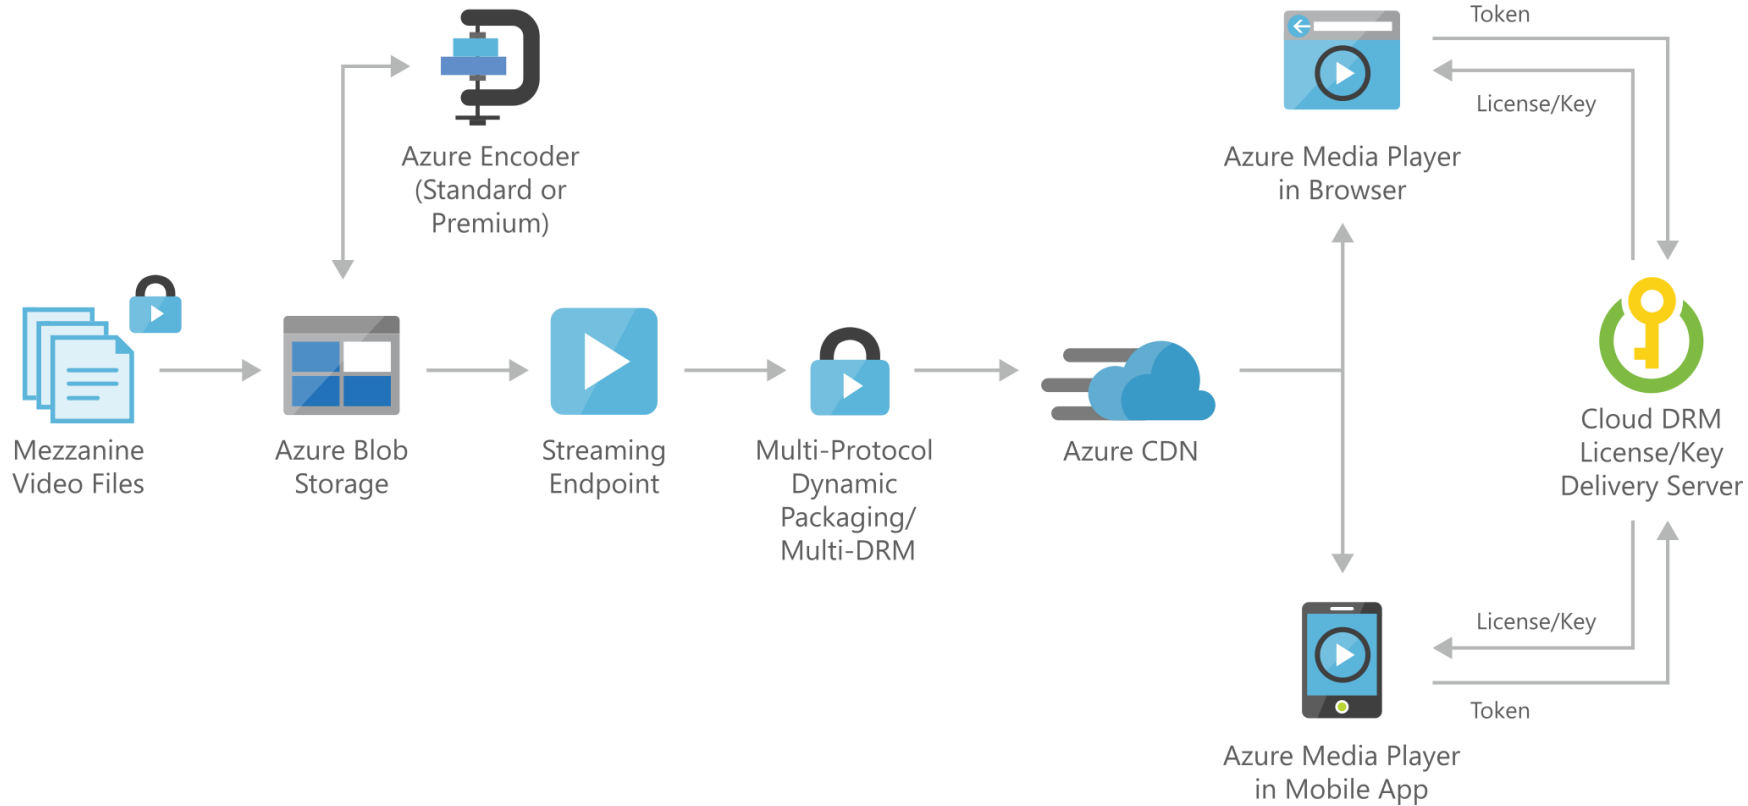 Token
License/Key
Azure Encoder
(Standard or
Premium)
Azure Media Player
in Browser
Mezzanine
Video Files
Azure Blob
Storage
Streaming
Endpoint
Multi-Protocol
Dynamic
Packaging/
Multi-DRM
Azure CDN
Cloud DRM
License/Key
Delivery Server
License/Key
Token
Azure Media Player
in Mobile App